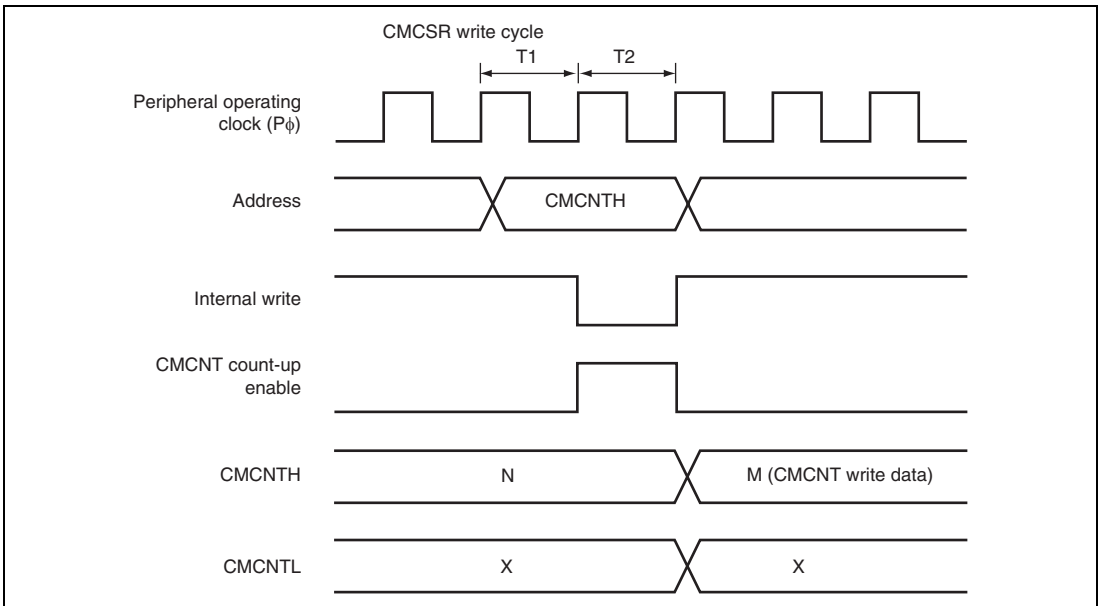 CMCSR write cycle
T1
T2
Peripheral operating
clock (Pϕ)
Address
CMCNTH
Internal write
CMCNT count-up
enable
CMCNTH
N
M (CMCNT write data)
CMCNTL
X
X